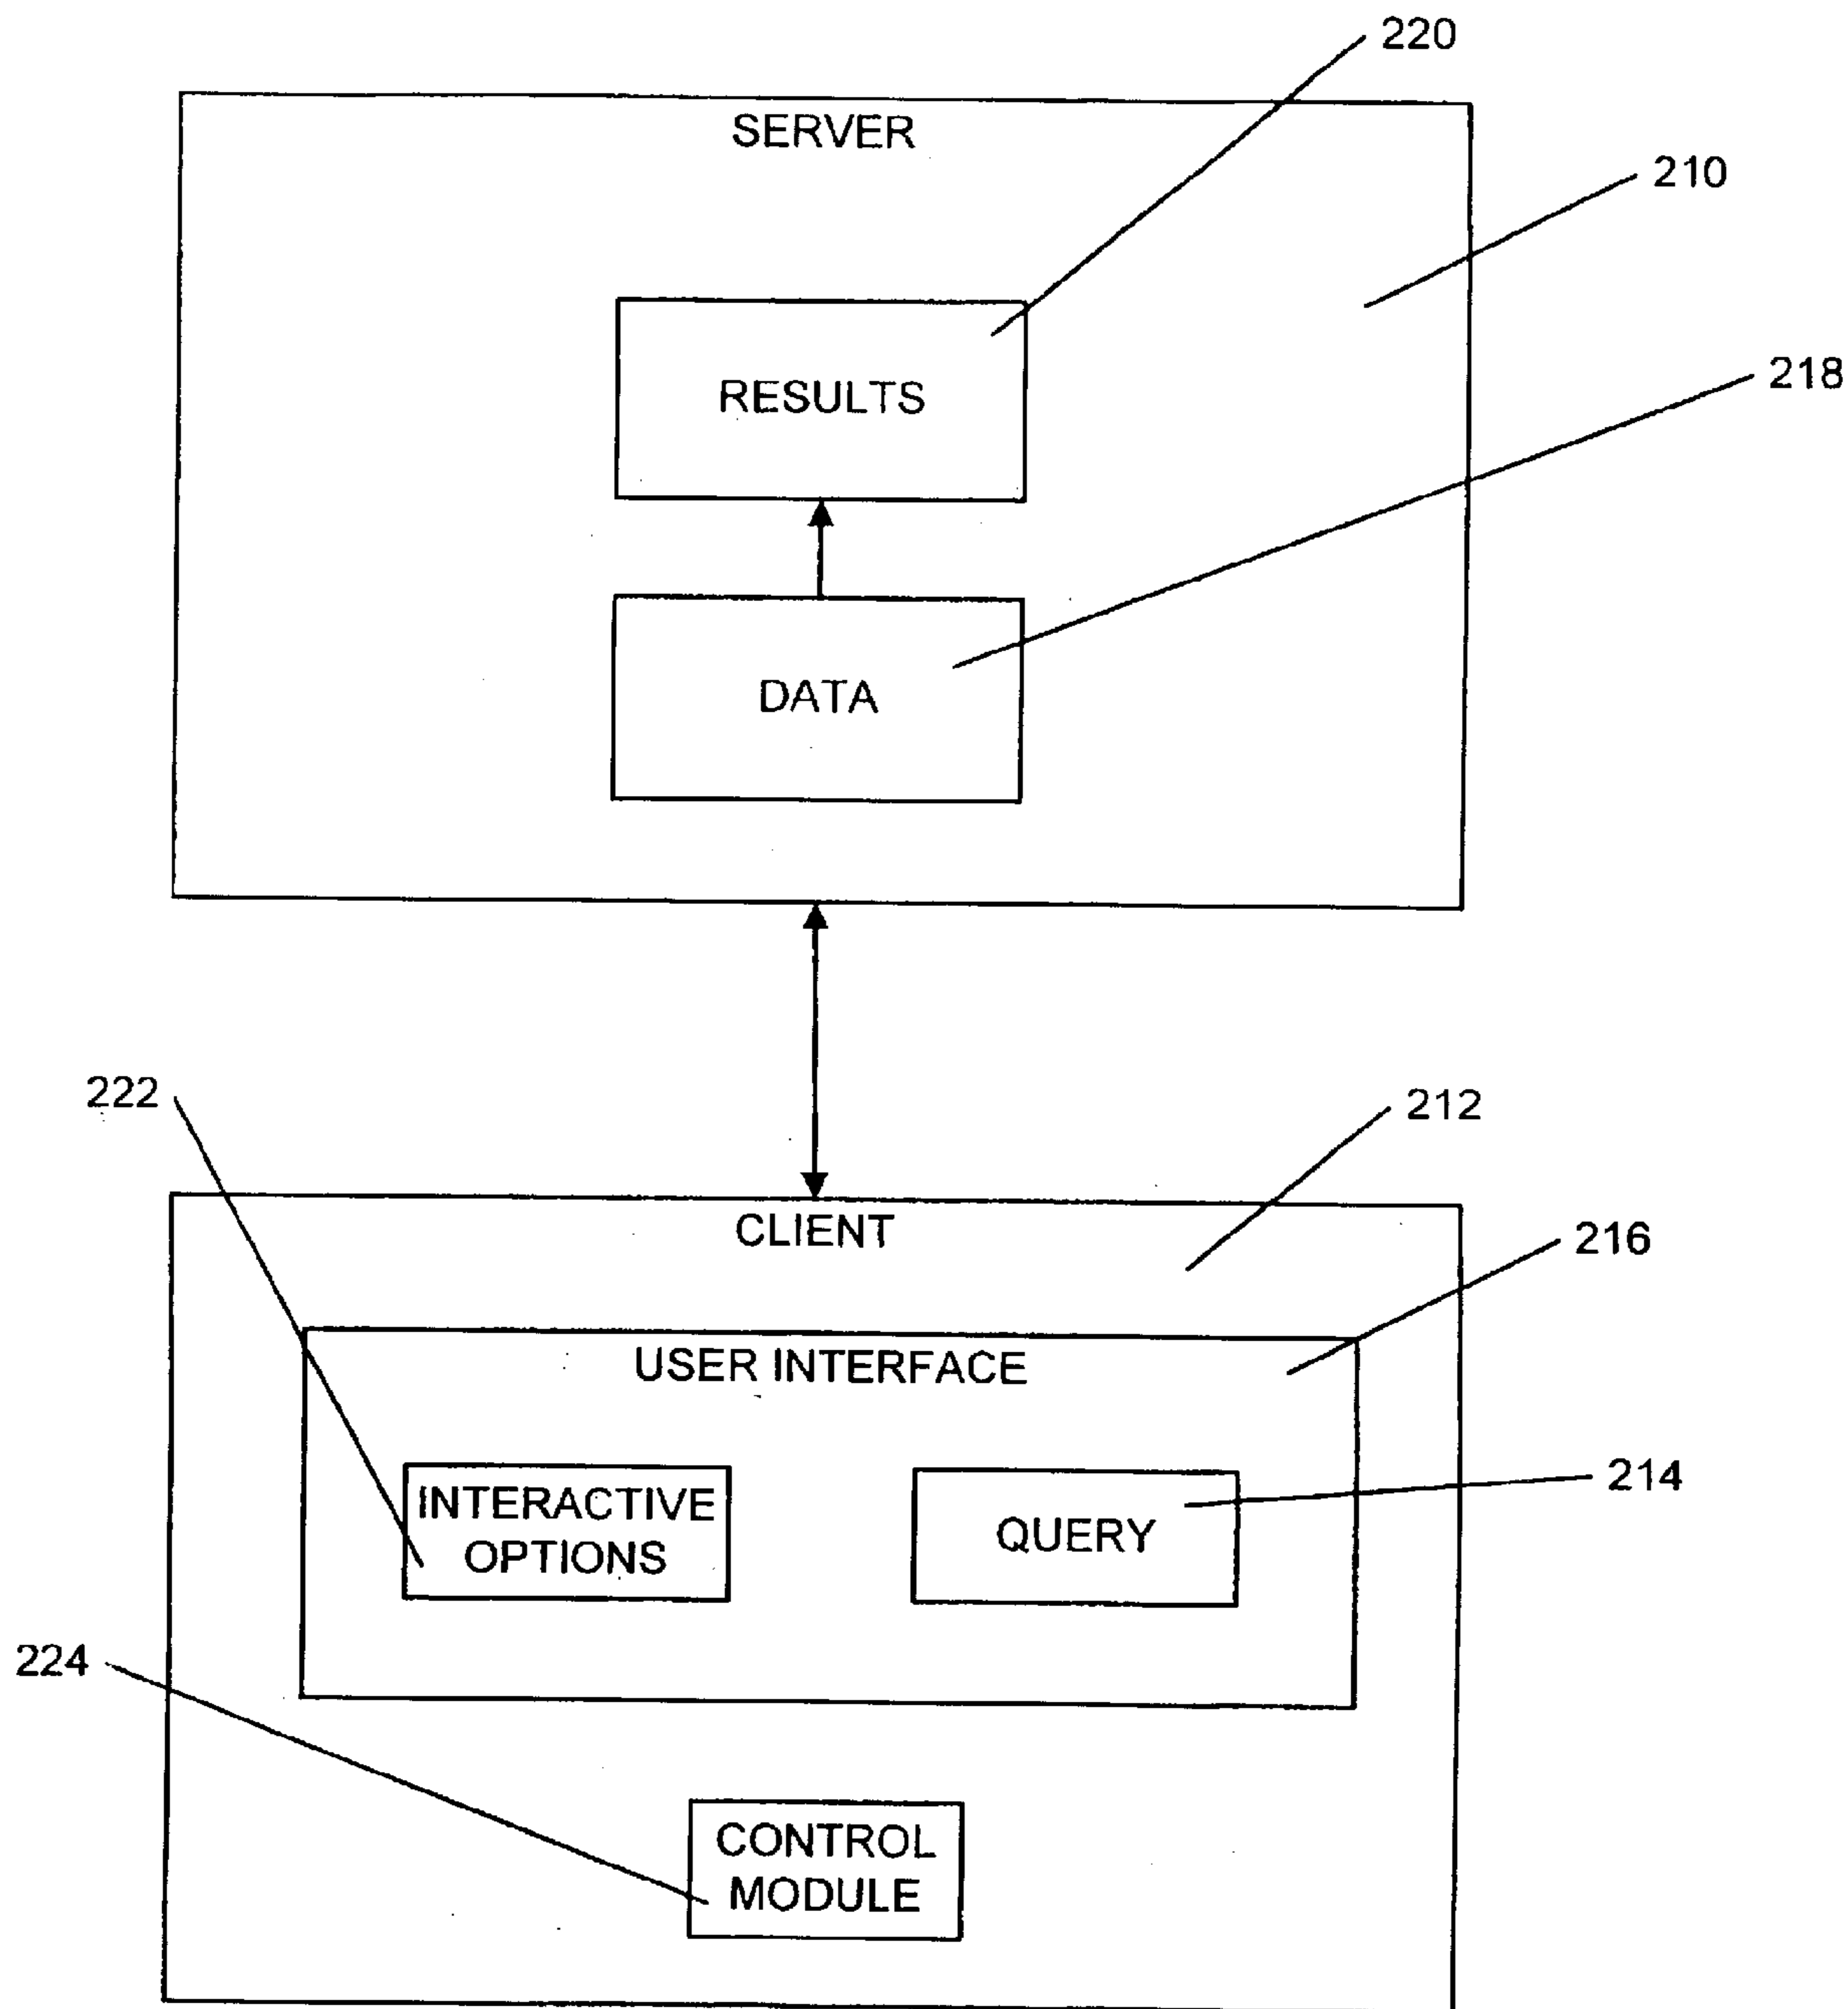 220
SERVER
210
218
RESULTS
DATA
222
212
CLIENT
216
USER INTERFACE
214
INTERACTIVE
OPTIONS
QUERY
224
CONTROL
MODULE